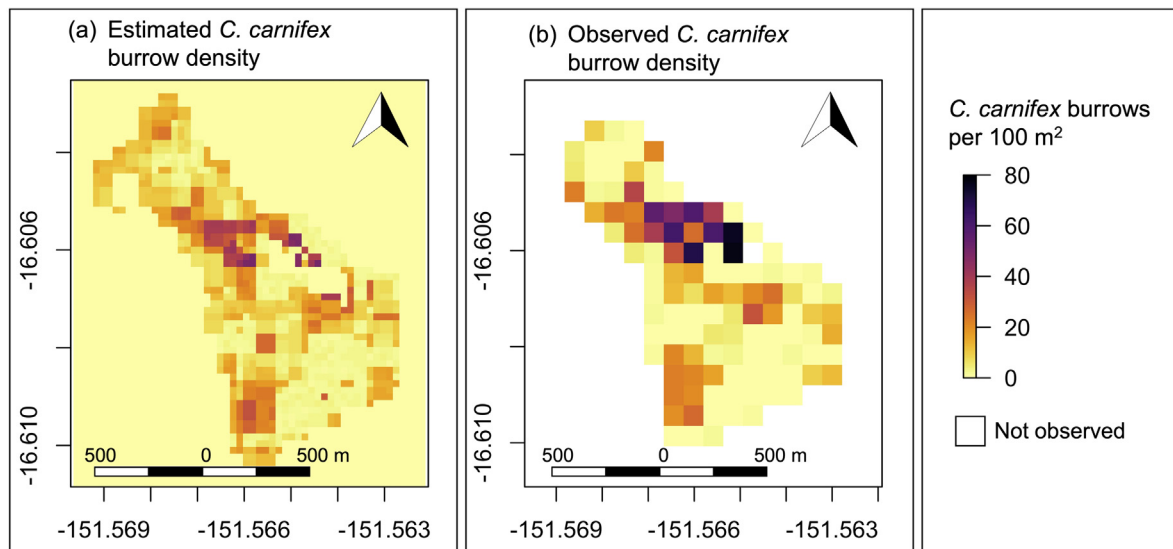 (a) Estimated C. carnifex
burrow density
-16.606
-16.610
500 0 500 m
-151.569 -151.566 -151.563
(b) Observed C. carnifex
burrow density
-16.606
-16.610
500 0 500 m
-151.569 -151.566 -151.563
C. carnifex burrows
per 100 m²
80
60
40
20
0
Not observed